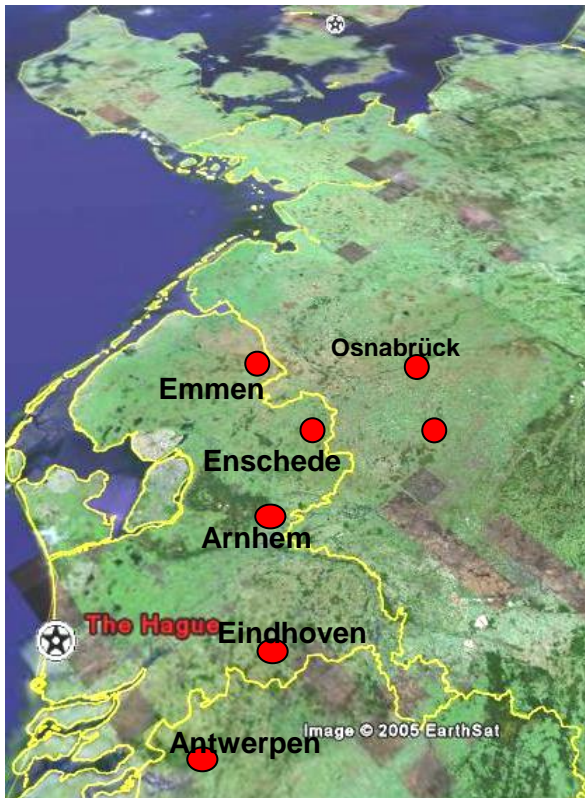 Osnabrück
Emmen
Enschede
Arnhem
The Hague
Eindhoven
Image © 2005 EarthSat
Antwerpen